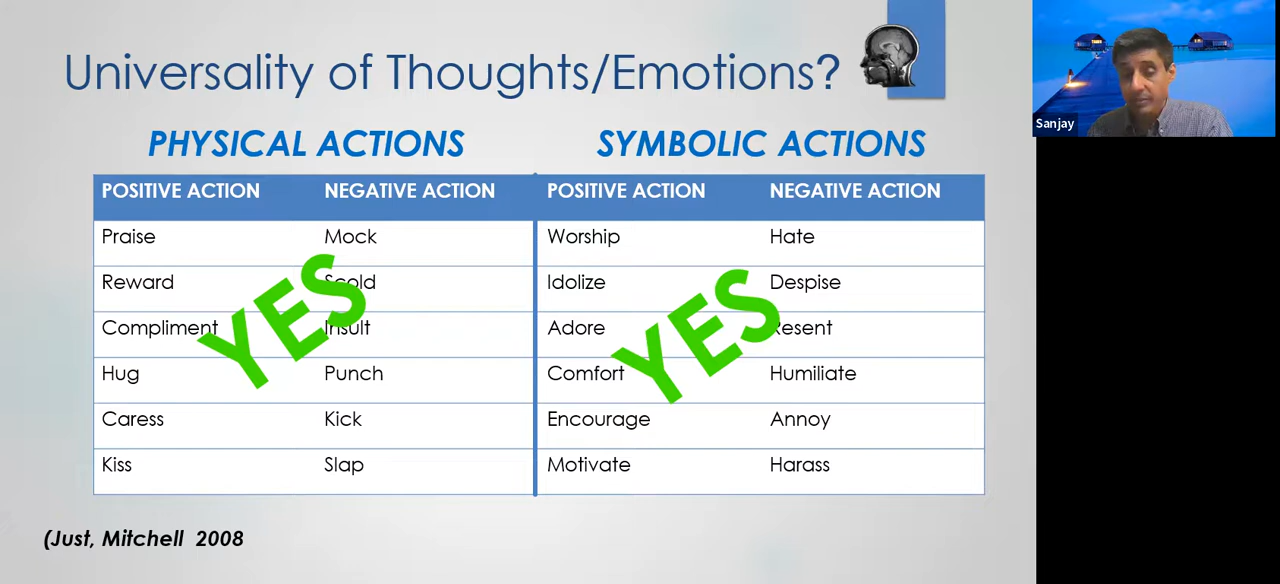 Universality of Thoughts/Emotions?
Sanjay
PHYSICAL ACTIONS SYMBOLIC ACTIONS
POSITIVE ACTION NEGATIVE ACTION POSITIVE ACTION NEGATIVE ACTION
Praise Mock Worship Hate
Reward Scold Idolize Despise
Compliment Insult Adore Resent
YES YES
Hug Punch Comfort Humiliate
Caress Kick Encourage Annoy
Kiss Slap Motivate Harass
(Just, Mitchell 2008